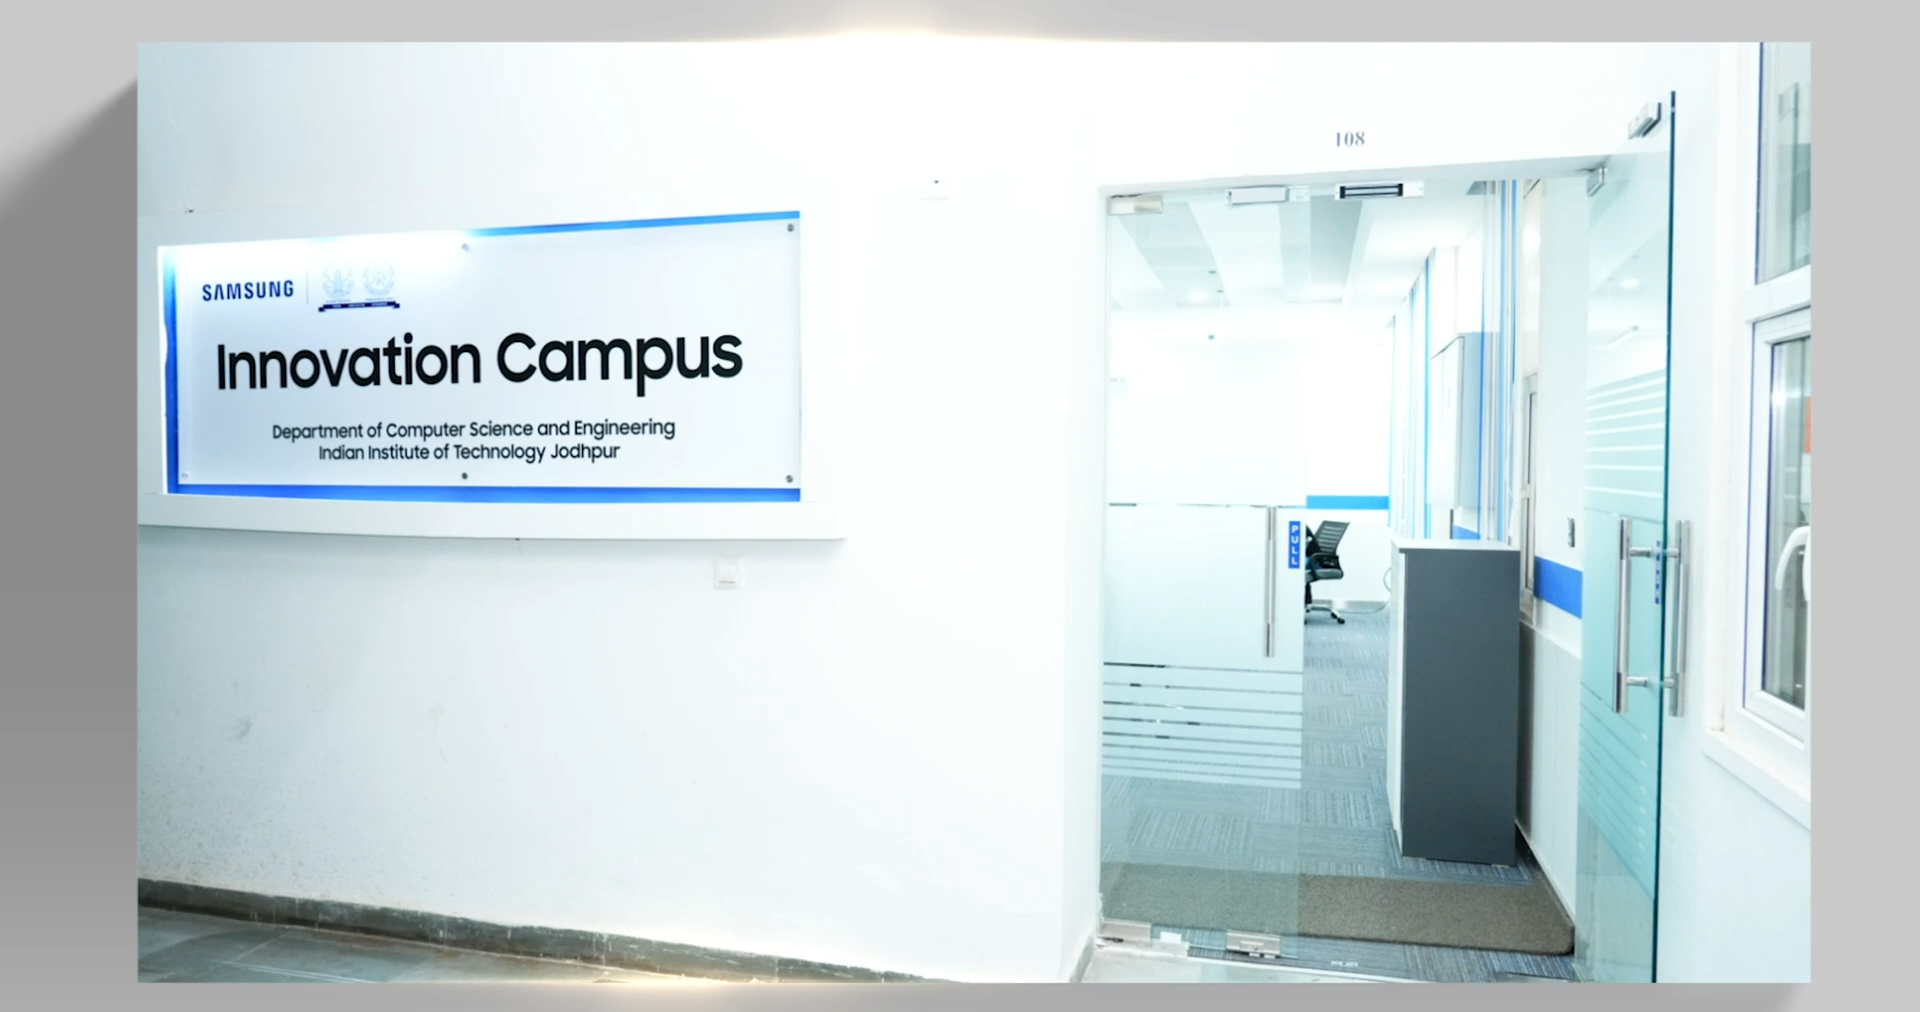 108
SAMSUNG
Innovation Campus
Department of Computer Science and Engineering
Indian Institute of Technology Jodhpur
PULL